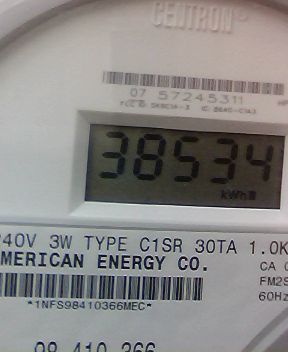 CENTRON®
07 57245311
38534
kWh
240V 3W TYPE C1SR 30TA 1.0K
MERICAN ENERGY CO.
CA
FM2S
60Hz
*1NFS98410366MEC*
98 410 366